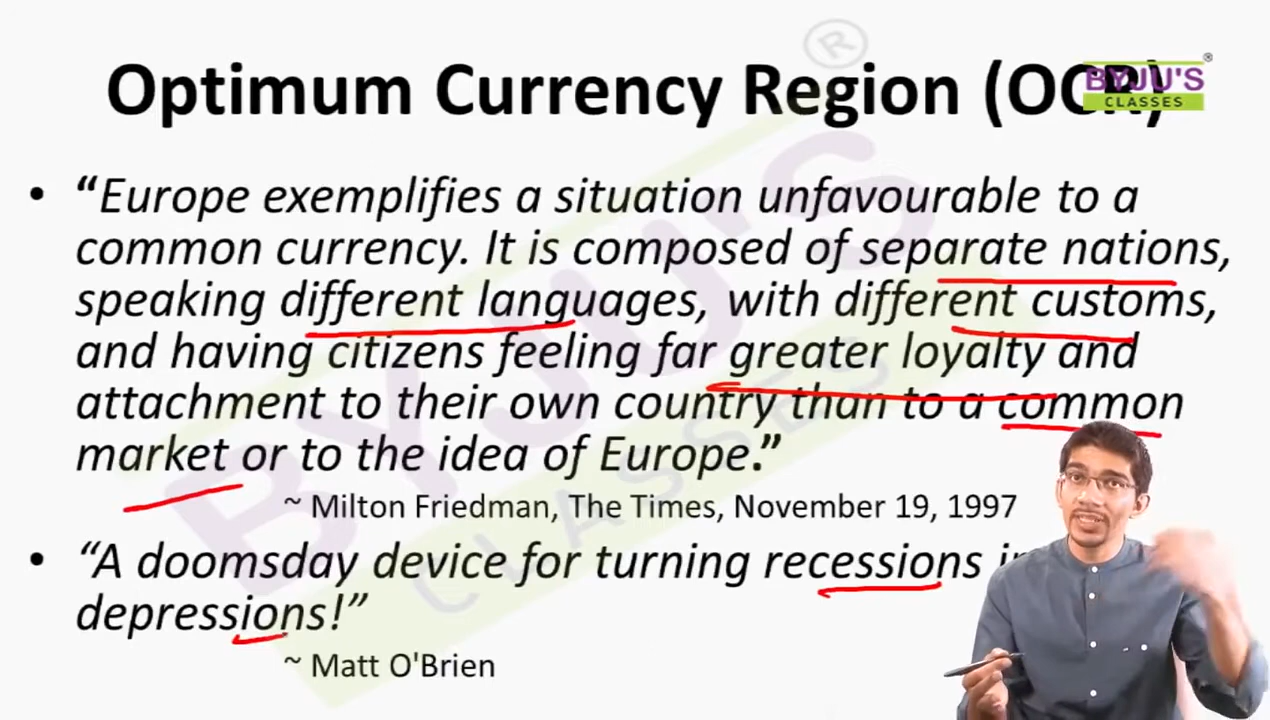 Optimum Currency Region (OCR)
BYJU'S
CLASSES
• “Europe exemplifies a situation unfavourable to a
common currency. It is composed of separate nations,
speaking different languages, with different customs,
and having citizens feeling far greater loyalty and
attachment to their own country than to a common
market or to the idea of Europe.”
~ Milton Friedman, The Times, November 19, 1997
• “A doomsday device for turning recessions
depressions!”
~ Matt O'Brien
BYJU'S
CLASSES